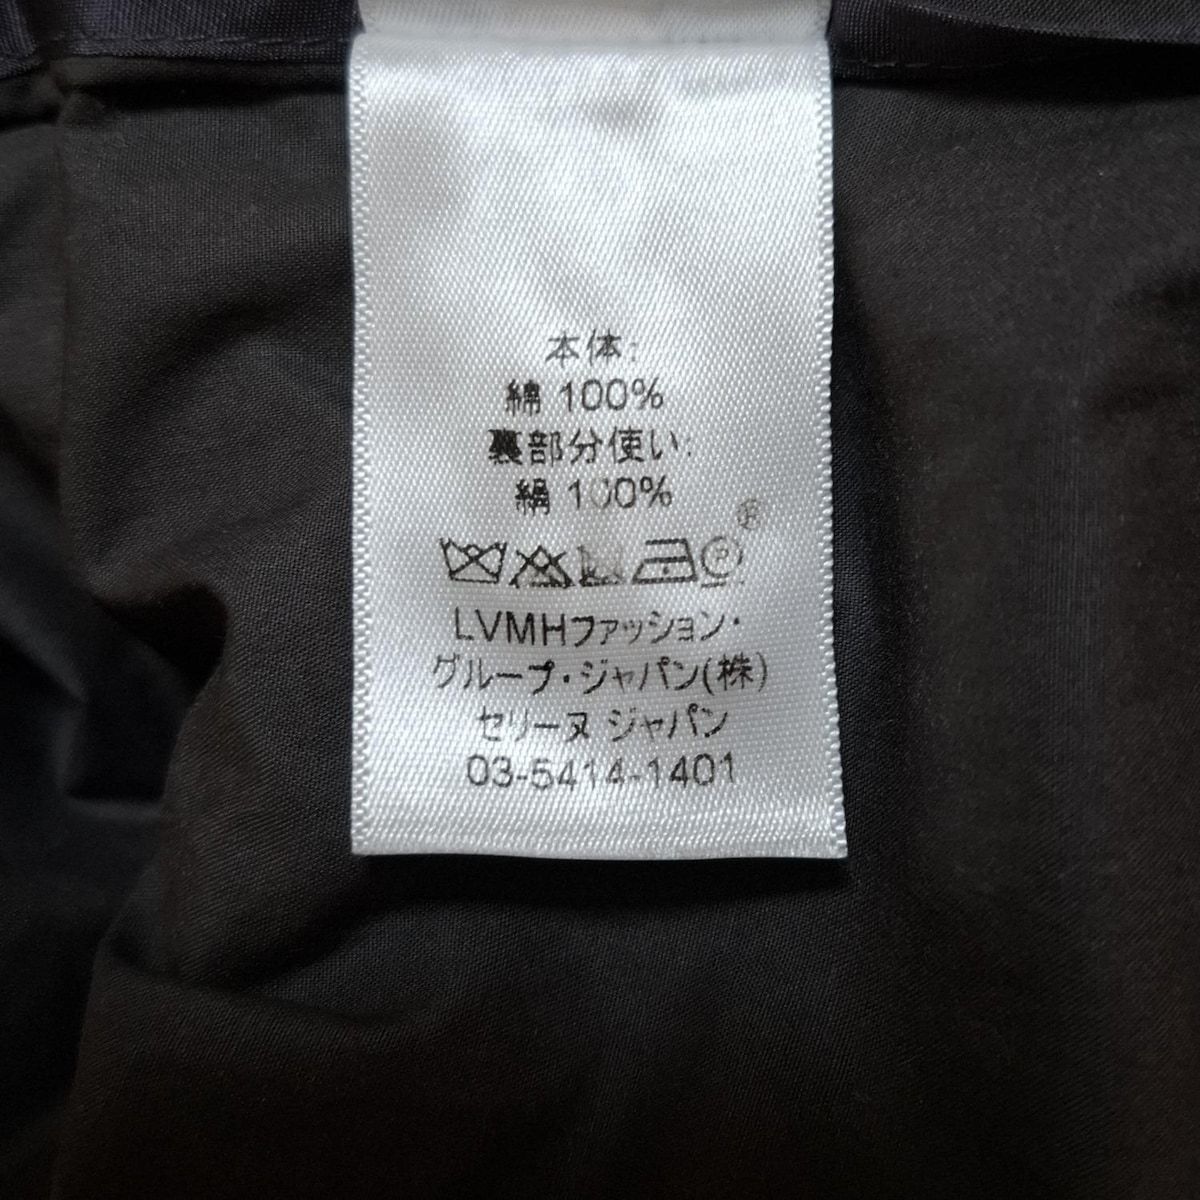 本体:
綿 100%
裏部分使い:
絹 100%
®
P
LVMHファッション・
グループ・ジャパン(株)
セリーヌ ジャパン
03-5414-1401